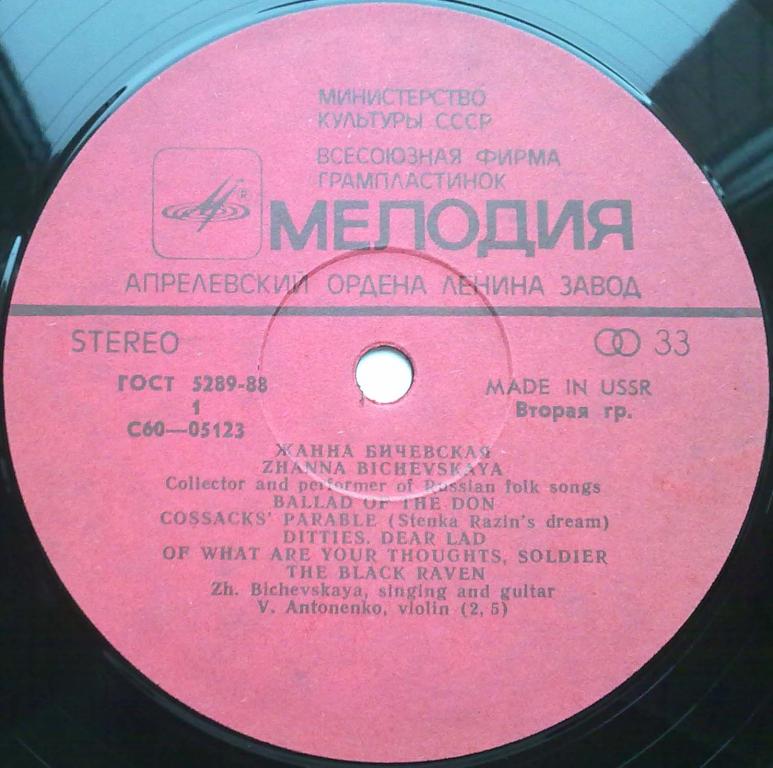 МИНИСТЕРСТВО
КУЛЬТУРЫ СССР
ВСЕСОЮЗНАЯ ФИРМА
ГРАМПЛАСТИНОК
МЕЛОДИЯ
АПРЕЛЕВСКИЙ ОРДЕНА ЛЕНИНА ЗАВОД
STEREO
33
ГОСТ 5289-88
MADE IN USSR
1
Вторая гр.
С60—05123
ЖАННА БИЧЕВСКАЯ
ZHANNA BICHEVSKAYA
Collector and performer of Russian folk songs
BALLAD OF THE DON
COSSACKS' PARABLE (Stenka Razin's dream)
DITTIES. DEAR LAD
OF WHAT ARE YOUR THOUGHTS, SOLDIER
THE BLACK RAVEN
Zh. Bichevskaya, singing and guitar
V. Antonenko, violin (2, 5)